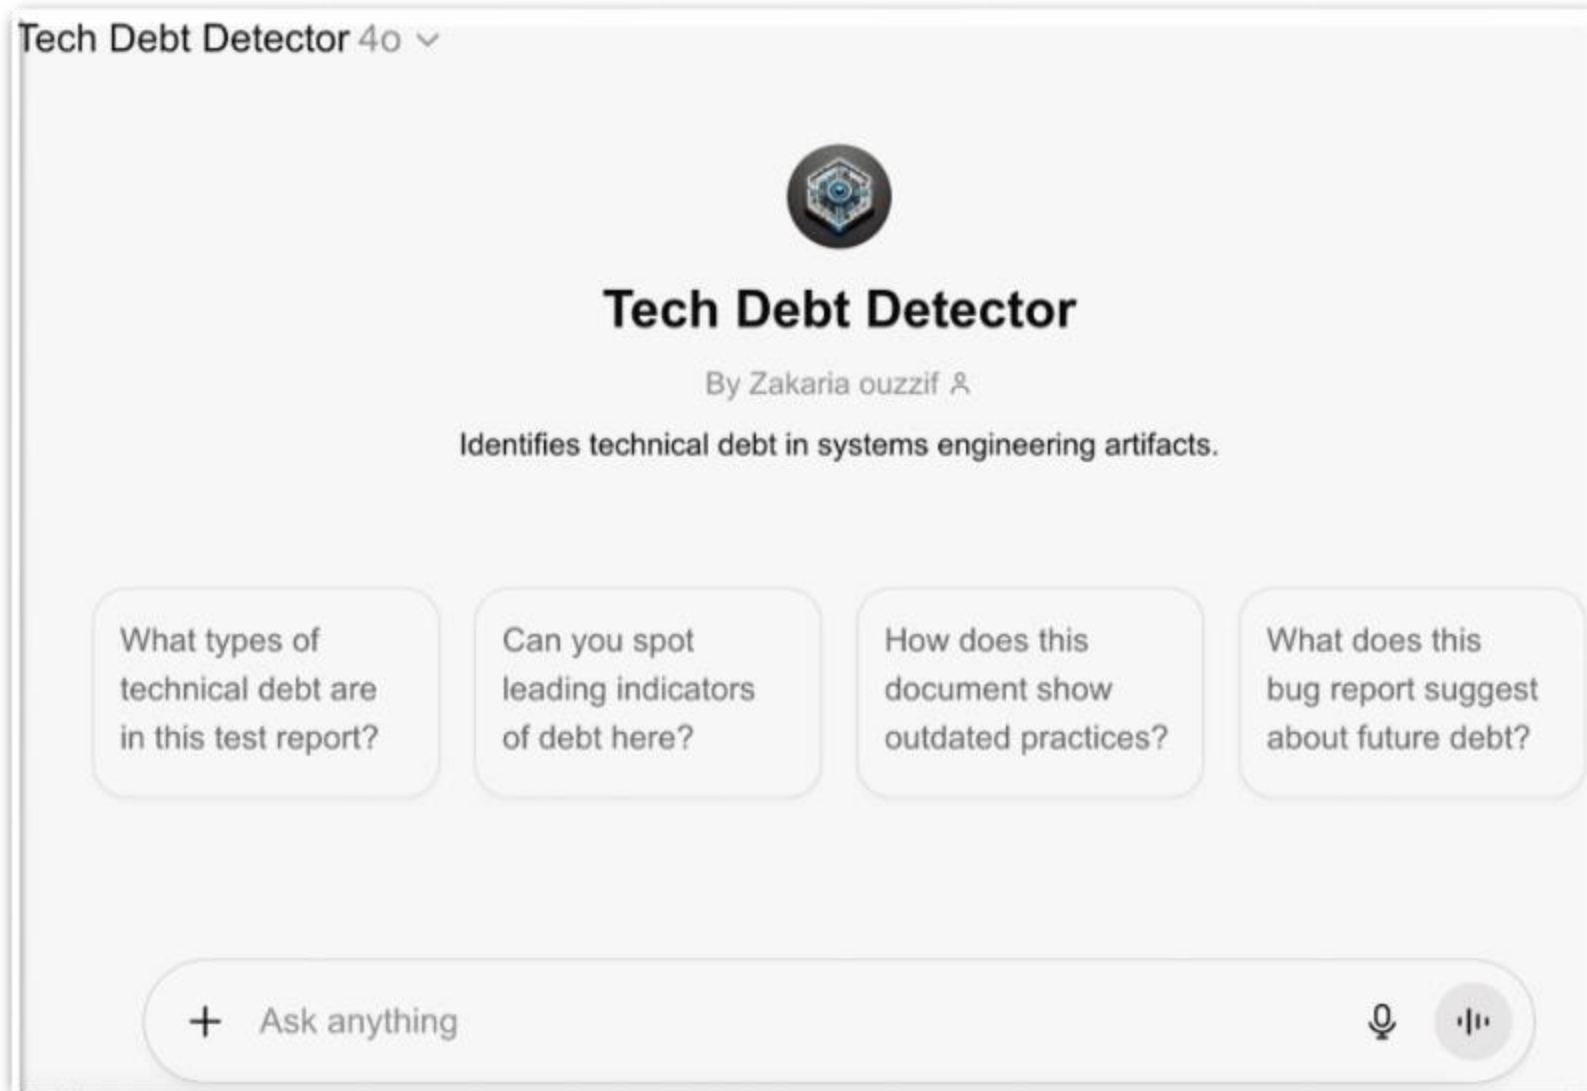 Tech Debt Detector 4o
Tech Debt Detector
By Zakaria ouzzif
Identifies technical debt in systems engineering artifacts.
What types of
technical debt are
in this test report?
Can you spot
leading indicators
of debt here?
How does this
document show
outdated practices?
What does this
bug report suggest
about future debt?
Ask anything